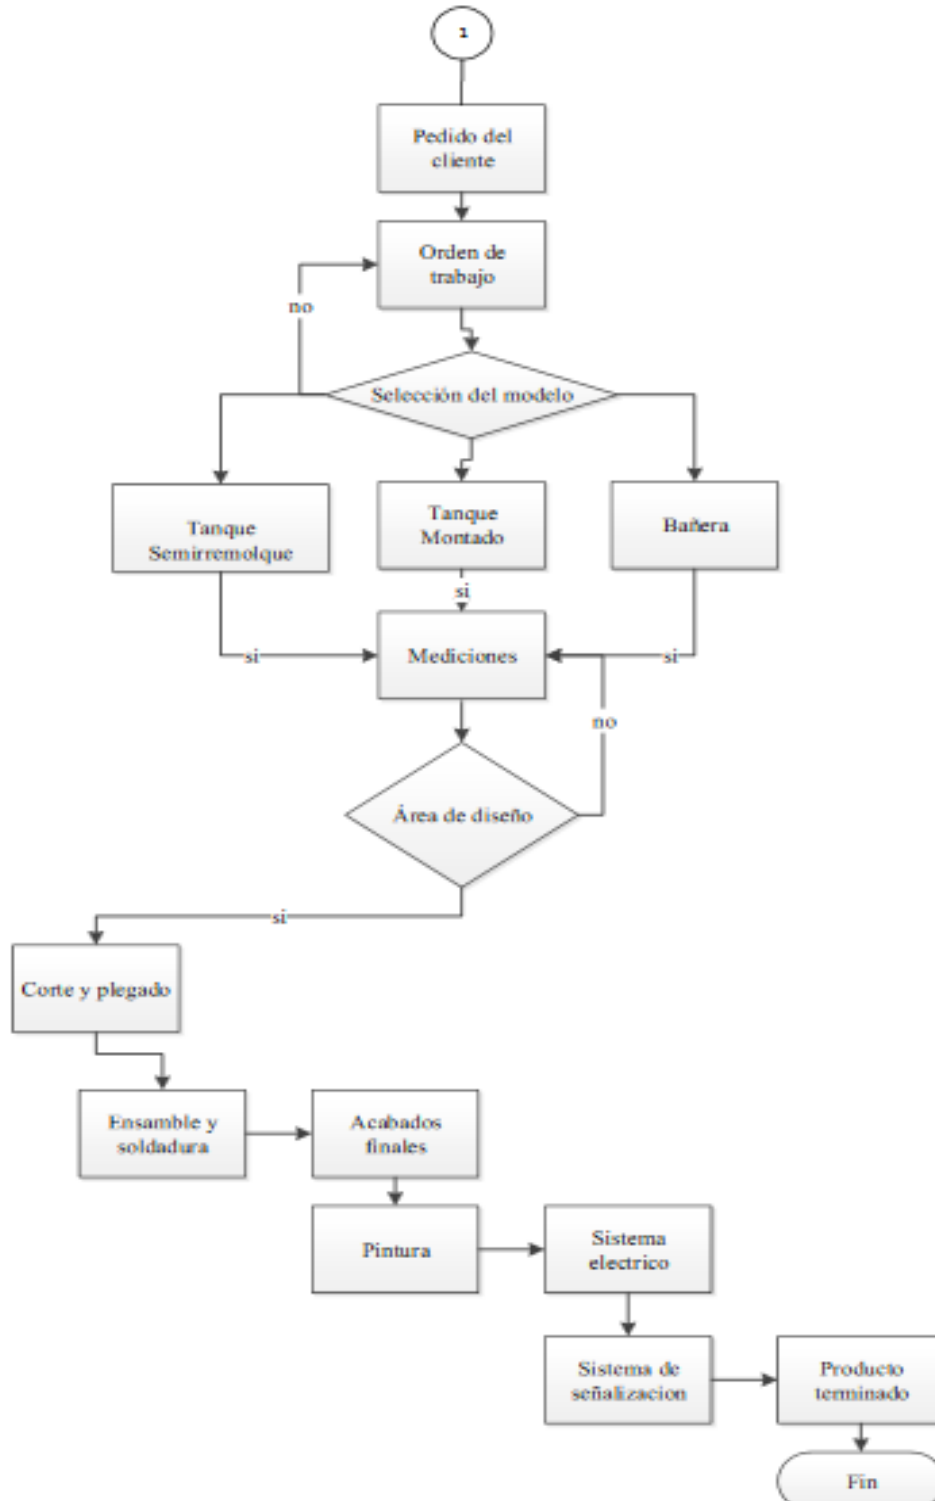 1
Pedido del
cliente
Orden de
trabajo
no
Selección del modelo
Tanque
Semirremolque
Tanque
Montado
Bañera
si
si
Mediciones
si
no
Área de diseño
si
Corte y plegado
Ensamble y
soldadura
Acabados
finales
Pintura
Sistema
electrico
Sistema de
señalizacion
Producto
terminado
Fin